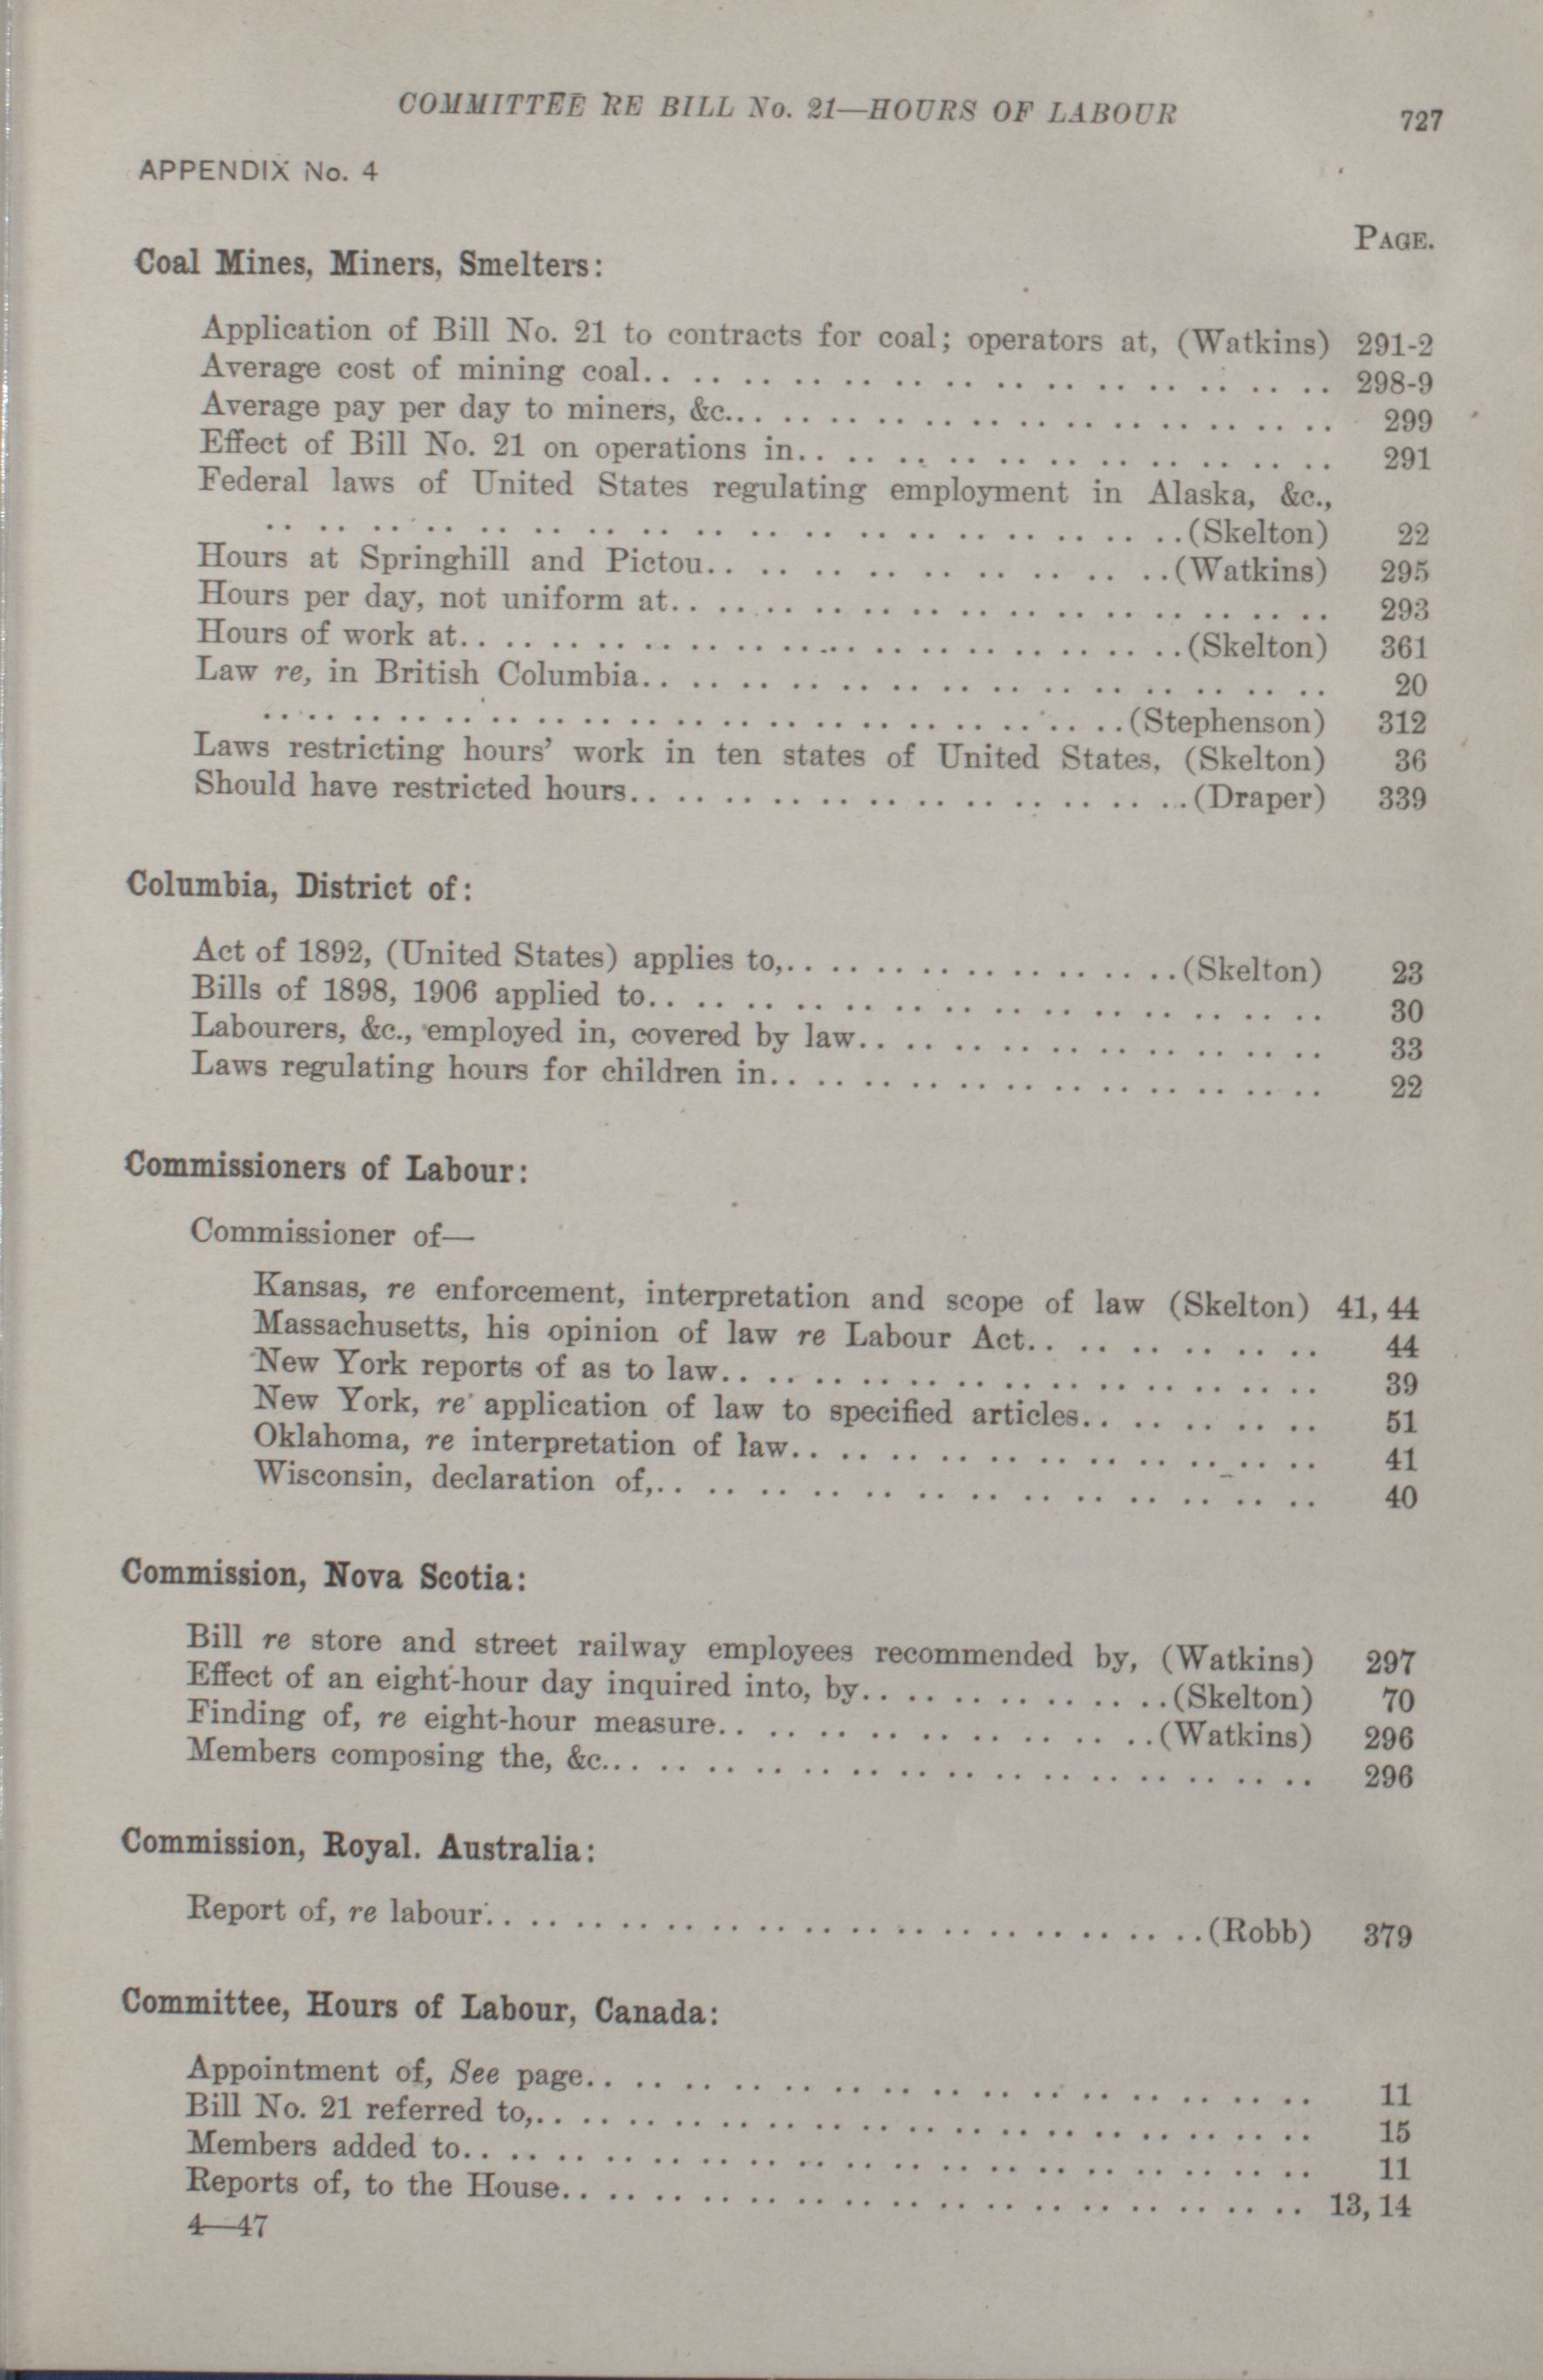 COMMITTEE RE BILL No. 21—HOURS OF LABOUR 727
APPENDIX No. 4
PAGE.
Coal Mines, Miners, Smelters:
Application of Bill No. 21 to contracts for coal; operators at, (Watkins) 291-2
Average cost of mining coal.. .. .. .. .. .. .. .. .. .. .. .. .. .. 298-9
Average pay per day to miners, &c... .. .. .. .. .. .. .. .. .. .. .. .. 299
Effect of Bill No. 21 on operations in.. .. .. .. .. .. .. .. .. .. .. 291
Federal laws of United States regulating employment in Alaska, &c.,
.. .. .. .. .. .. .. .. .. .. .. .. .. .. .. .. .. ..(Skelton) 22
Hours at Springhill and Pictou.. .. .. .. .. .. .. .. .. ..(Watkins) 295
Hours per day, not uniform at.. .. .. .. .. .. .. .. .. .. .. .. .. .. 293
Hours of work at.. .. .. .. .. .. .. .. .. .. .. .. .. .. .. ..(Skelton) 361
Law re, in British Columbia.. .. .. .. .. .. .. .. .. .. .. .. .. .. 20
.. .. .. .. .. .. .. .. .. .. .. .. .. .. .. .. .. .. ..(Stephenson) 312
Laws restricting hours' work in ten states of United States, (Skelton) 36
Should have restricted hours.. .. .. .. .. .. .. .. .. .. .. ..(Draper) 339
Columbia, District of:
Act of 1892, (United States) applies to,.. .. .. .. .. .. .. .. ..(Skelton) 23
Bills of 1898, 1906 applied to.. .. .. .. .. .. .. .. .. .. .. .. .. .. 30
Labourers, &c., employed in, covered by law.. .. .. .. .. .. .. .. .. .. 33
Laws regulating hours for children in.. .. .. .. .. .. .. .. .. .. .. .. 22
Commissioners of Labour:
Commissioner of—
Kansas, re enforcement, interpretation and scope of law (Skelton) 41, 44
Massachusetts, his opinion of law re Labour Act.. .. .. .. .. .. 44
New York reports of as to law.. .. .. .. .. .. .. .. .. .. .. .. .. 39
New York, re application of law to specified articles.. .. .. .. .. 51
Oklahoma, re interpretation of law.. .. .. .. .. .. .. .. .. .. .. 41
Wisconsin, declaration of,.. .. .. .. .. .. .. .. .. .. .. .. .. 40
Commission, Nova Scotia:
Bill re store and street railway employees recommended by, (Watkins) 297
Effect of an eight-hour day inquired into, by.. .. .. .. .. .. ..(Skelton) 70
Finding of, re eight-hour measure.. .. .. .. .. .. .. .. ..(Watkins) 296
Members composing the, &c... .. .. .. .. .. .. .. .. .. .. .. .. .. .. 296
Commission, Royal. Australia:
Report of, re labour.. .. .. .. .. .. .. .. .. .. .. .. .. .. .. ..(Robb) 379
Committee, Hours of Labour, Canada:
Appointment of, See page.. .. .. .. .. .. .. .. .. .. .. .. .. .. .. 11
Bill No. 21 referred to,.. .. .. .. .. .. .. .. .. .. .. .. .. .. .. .. 15
Members added to.. .. .. .. .. .. .. .. .. .. .. .. .. .. .. .. .. .. 11
Reports of, to the House.. .. .. .. .. .. .. .. .. .. .. .. .. .. .. .. 13, 14
4—47